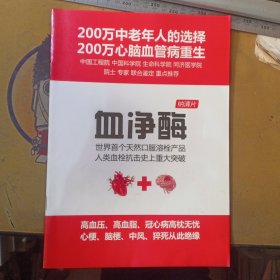 200万中老年人的选择
200万心脑血管病重生
中国工程院 中国科学院 生命科学院 同济医学院
院士 专家 联合鉴定 重点推荐
纳清片
血净酶
世界首个天然口服溶栓产品
人类血栓抗击史上重大突破
高血压、高血脂、冠心病高枕无忧
心梗、脑梗、中风、猝死从此绝缘